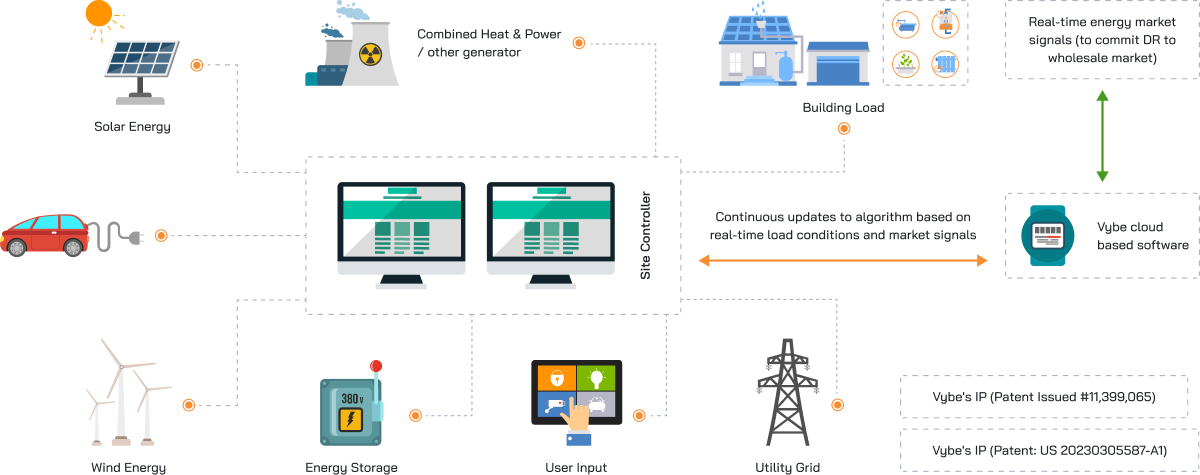 Combined Heat & Power
/ other generator
Real-time energy market
signals (to commit DR to
wholesale market)
Building Load
Solar Energy
Site Controller
Continuous updates to algorithm based on
real-time load conditions and market signals
Vybe cloud
based software
380 v
Wind Energy
Energy Storage
User Input
Utility Grid
Vybe's IP (Patent Issued #11,399,065)
Vybe's IP (Patent: US 20230305587-A1)